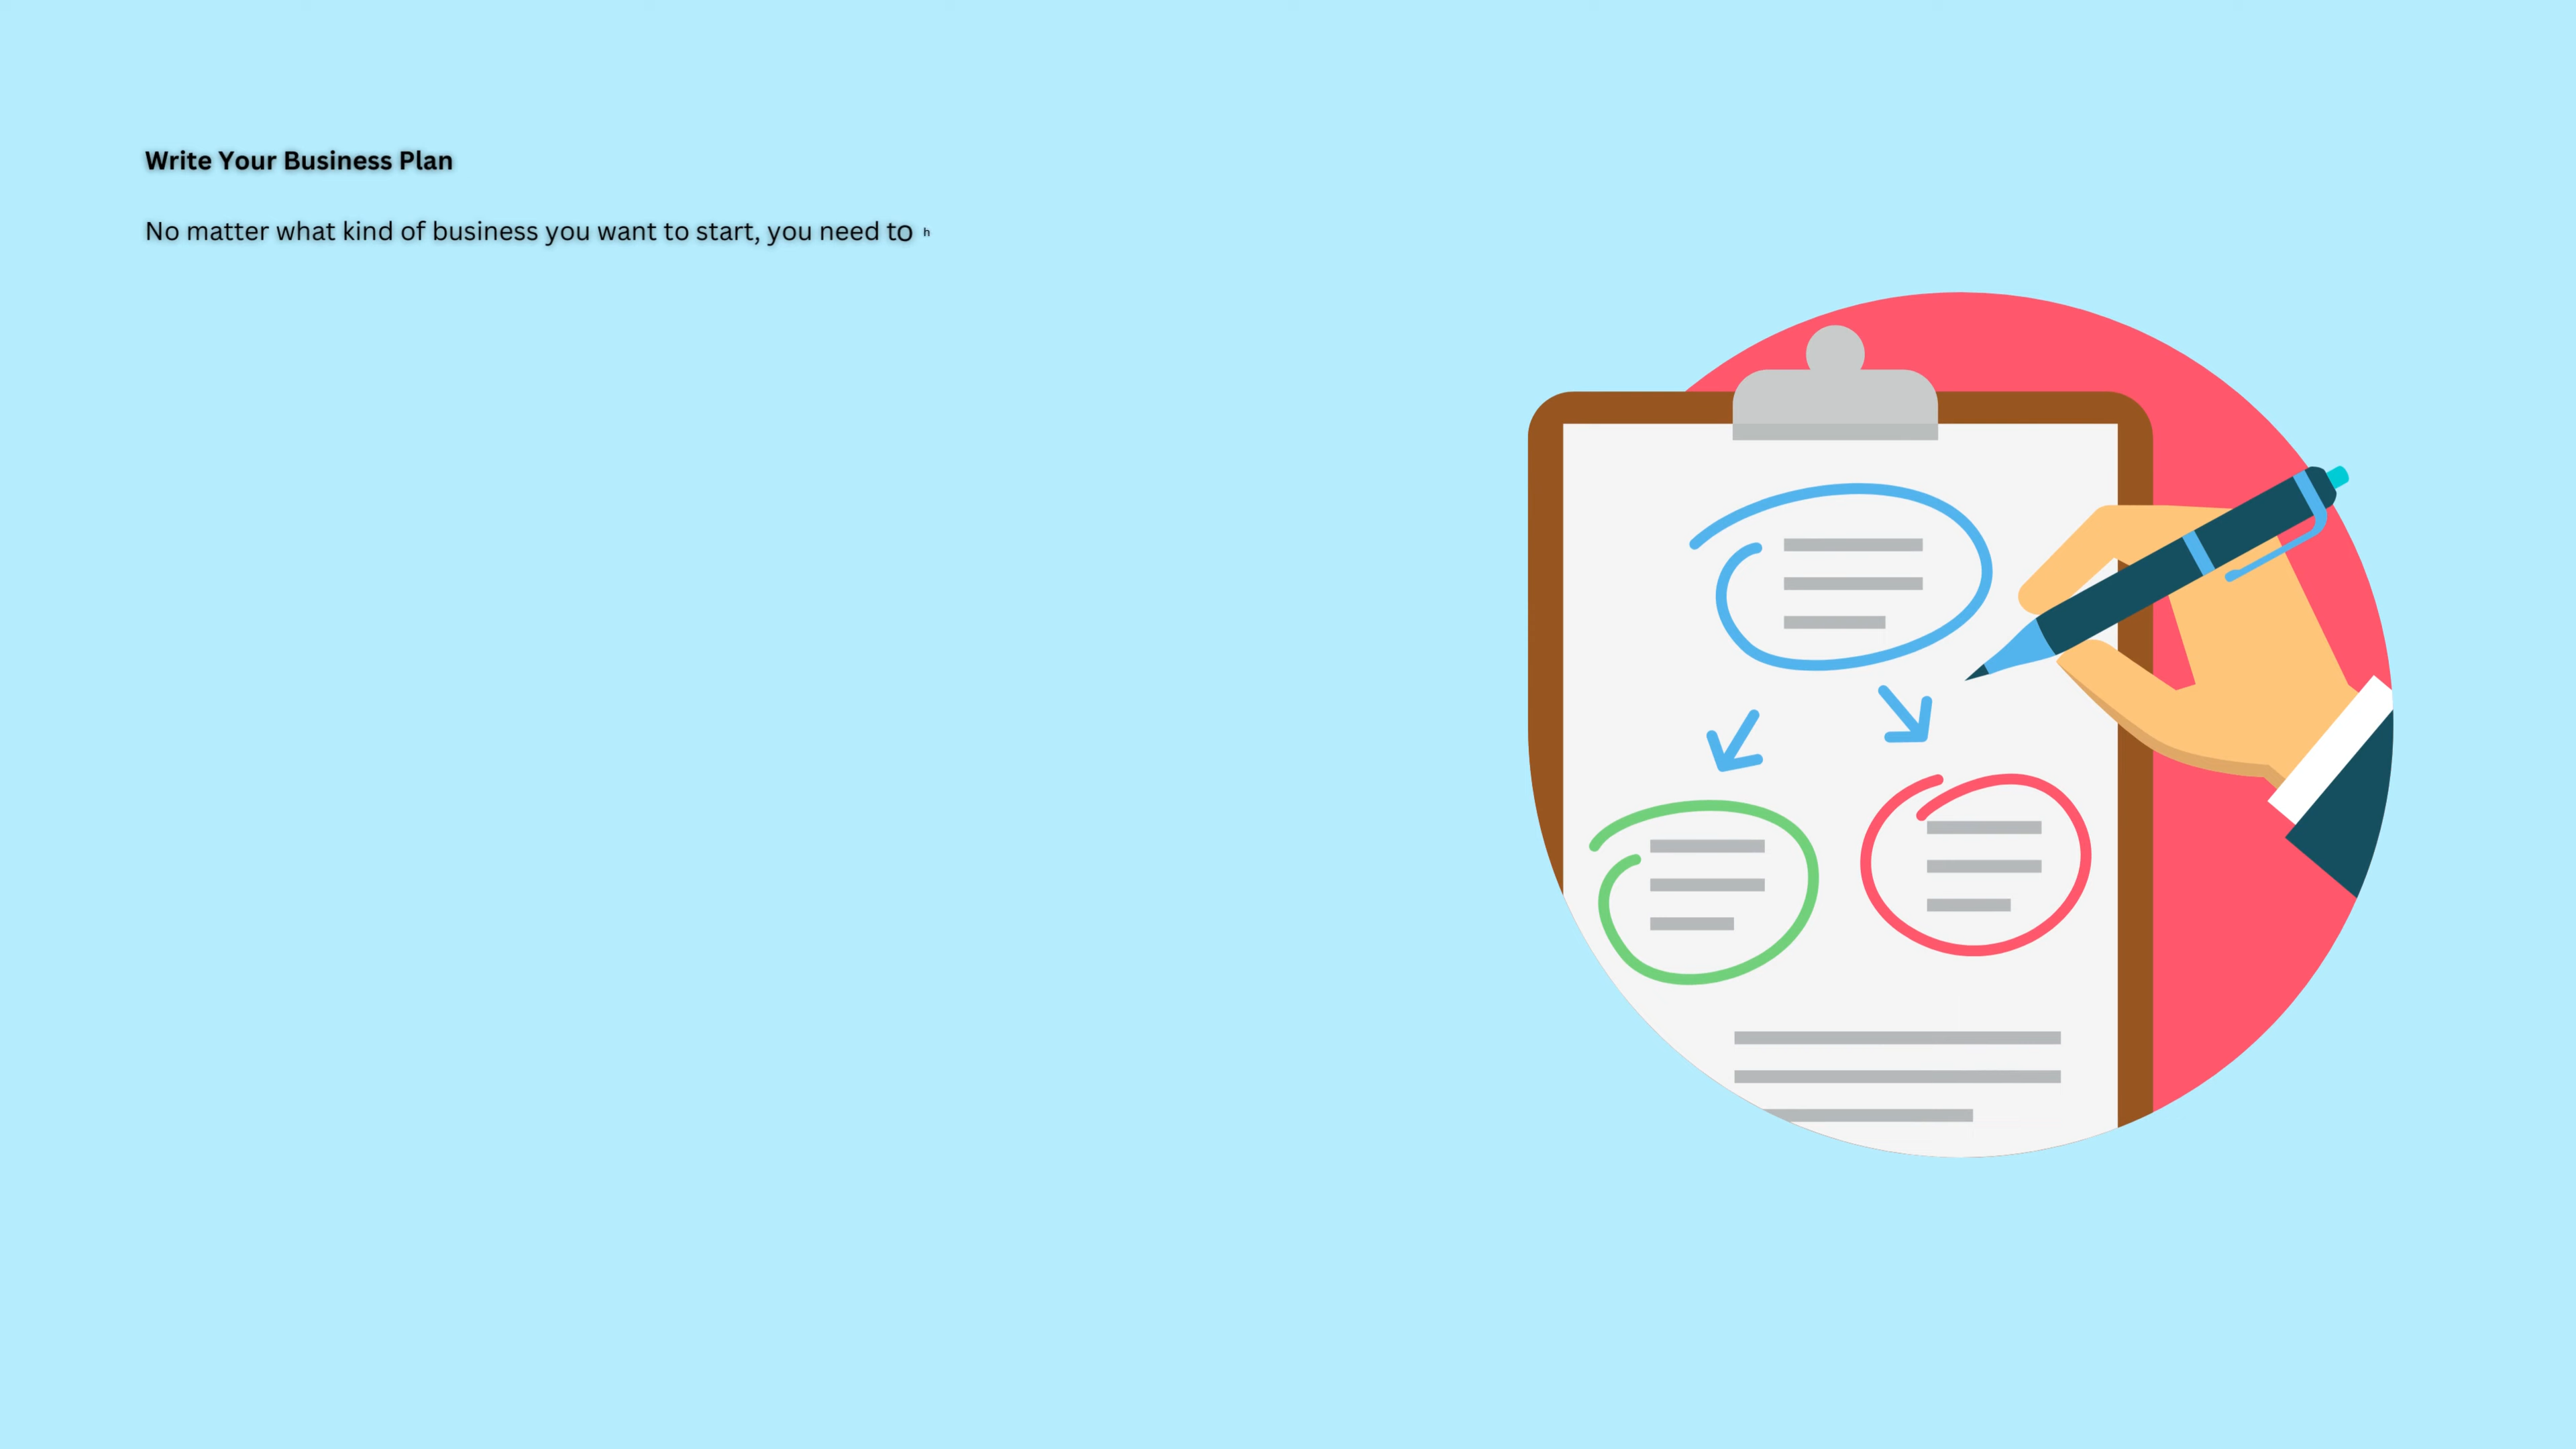 Write Your Business Plan
No matter what kind of business you want to start, you need to h